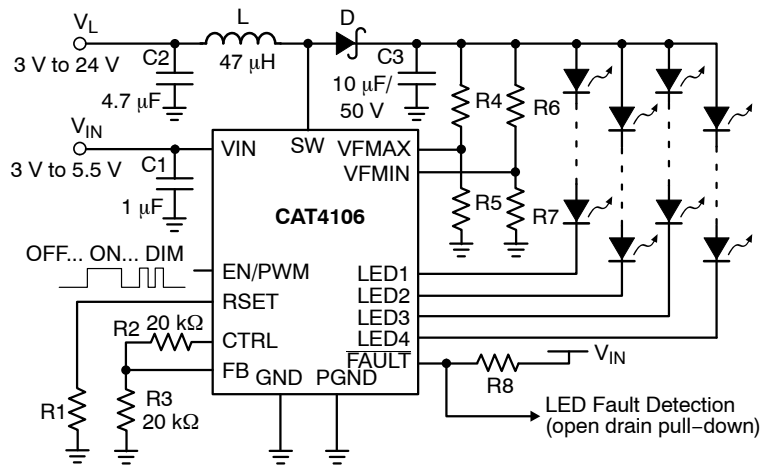 V_L
L
D
3 V to 24 V
C2
47 μH
C3
4.7 μF
10 μF/
50 V
R4
R6
V_IN
3 V to 5.5 V
C1
1 μF
VIN
SW
VFMAX
VFMIN
CAT4106
R5
R7
OFF... ON... DIM
EN/PWM
LED1
RSET
LED2
R2
20 kΩ
CTRL
LED3
LED4
FAULT
FB
GND
PGND
V_IN
R8
R1
R3
20 kΩ
LED Fault Detection
(open drain pull−down)